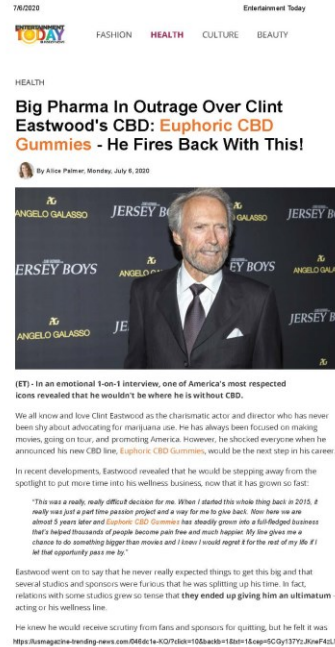 7/6/2020 Entertainment Today
ENTERTAINMENT
TODAY
FASHION HEALTH CULTURE BEAUTY
HEALTH
Big Pharma In Outrage Over Clint
Eastwood's CBD: Euphoric CBD
Gummies - He Fires Back With This!
By Alice Palmer, Monday, July 6, 2020
ANGELO GALASSO JERSEY B AG GALASSO JERSEY
ERSEY BOYS ANGELO EY BOYS ANGELO GALA
ANGELO GALASSO JE JERSEY B
(ET) - In an emotional 1-on-1 interview, one of America's most respected
icons revealed that he wouldn't be where he is without CBD.
We all know and love Clint Eastwood as the charismatic actor and director who has never
been shy about advocating for marijuana use. He has always been focused on making
movies, going on tour, and promoting America. However, he shocked everyone when he
announced his new CBD line, Euphoric CBD Gummies, would be the next step in his career
In recent developments, Eastwood revealed that he would be stepping away from the
spotlight to put more time into his wellness business, now that it has grown so fast:
"This was a really, really difficult decision for me. When I started this whole thing back in 2015, it
really was just a part time passion project and a way for me to give back. Now here we are
almost 5 years later and Euphoric CBD Gummies has steadily grown into a full-fledged business
that's helped thousands of people become pain free and much happier. My line gives me a
chance to do something bigger than movies and I knew I would regret it for the rest of my life if I
let that opportunity pass me by."
Eastwood went on to say that he never really expected things to get this big and that
several studios and sponsors were furious that he was splitting up his time. In fact,
relations with some studios grew so tense that they ended up giving him an ultimatum -
acting or his wellness line.
He knew he would receive scrutiny from fans and sponsors for quitting, but he felt it was